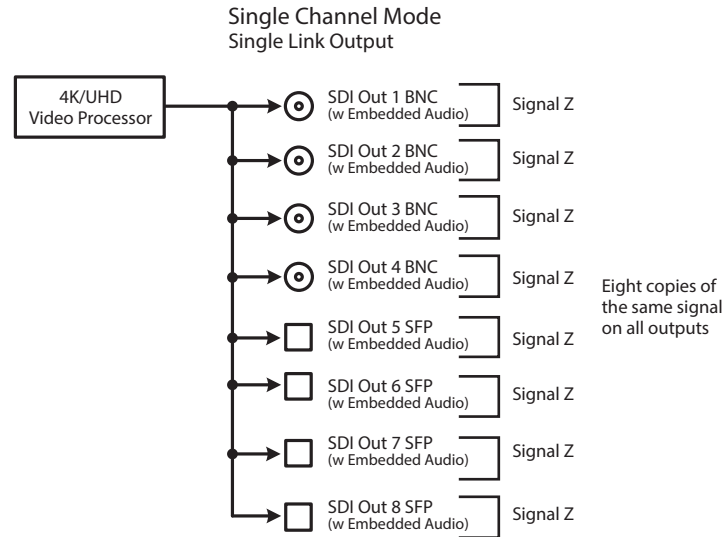 Single Channel Mode
Single Link Output
4K/UHD
Video Processor
SDI Out 1 BNC
(w Embedded Audio)
Signal Z
SDI Out 2 BNC
(w Embedded Audio)
Signal Z
SDI Out 3 BNC
(w Embedded Audio)
Signal Z
SDI Out 4 BNC
(w Embedded Audio)
Signal Z
Eight copies of
the same signal
on all outputs
SDI Out 5 SFP
(w Embedded Audio)
Signal Z
SDI Out 6 SFP
(w Embedded Audio)
Signal Z
SDI Out 7 SFP
(w Embedded Audio)
Signal Z
SDI Out 8 SFP
(w Embedded Audio)
Signal Z